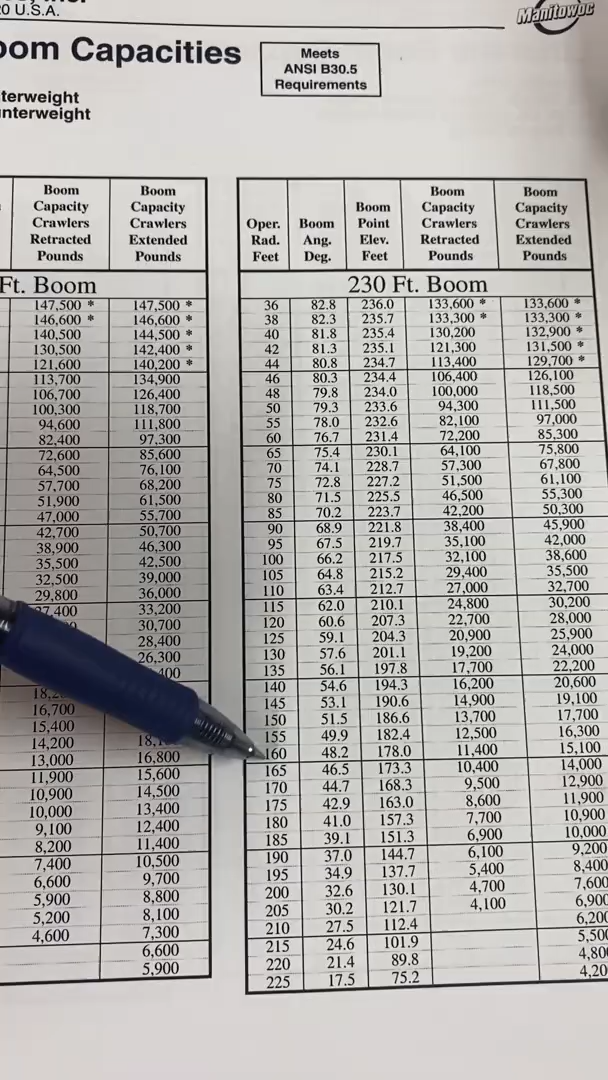 0 U.S.A.
Manitowoc
oom Capacities
Meets
ANSI B30.5
Requirements
terweight
unterweight
Boom Capacity Crawlers Retracted Pounds
Boom Capacity Crawlers Extended Pounds
Ft. Boom
147,500 * 147,500 *
146,600 * 146,600 *
140,500 144,500 *
130,500 142,400 *
121,600 140,200 *
113,700 134,900
106,700 126,400
100,300 118,700
94,600 111,800
82,400 97,300
72,600 85,600
64,500 76,100
57,700 68,200
51,900 61,500
47,000 55,700
42,700 50,700
38,900 46,300
35,500 42,500
32,500 39,000
29,800 36,000
27,400 33,200
30,700
28,400
26,300
400
18,2
16,700
15,400
14,200 18,1
13,000 16,800
11,900 15,600
10,900 14,500
10,000 13,400
9,100 12,400
8,200 11,400
7,400 10,500
6,600 9,700
5,900 8,800
5,200 8,100
4,600 7,300
6,600
5,900
Oper. Rad. Feet
Boom Ang. Deg.
Boom Point Elev. Feet
Boom Capacity Crawlers Retracted Pounds
Boom Capacity Crawlers Extended Pounds
230 Ft. Boom
36 82.8 236.0 133,600 * 133,600 *
38 82.3 235.7 133,300 * 133,300 *
40 81.8 235.4 130,200 132,900 *
42 81.3 235.1 121,300 131,500 *
44 80.8 234.7 113,400 129,700 *
46 80.3 234.4 106,400 126,100
48 79.8 234.0 100,000 118,500
50 79.3 233.6 94,300 111,500
55 78.0 232.6 82,100 97,000
60 76.7 231.4 72,200 85,300
65 75.4 230.1 64,100 75,800
70 74.1 228.7 57,300 67,800
75 72.8 227.2 51,500 61,100
80 71.5 225.5 46,500 55,300
85 70.2 223.7 42,200 50,300
90 68.9 221.8 38,400 45,900
95 67.5 219.7 35,100 42,000
100 66.2 217.5 32,100 38,600
105 64.8 215.2 29,400 35,500
110 63.4 212.7 27,000 32,700
115 62.0 210.1 24,800 30,200
120 60.6 207.3 22,700 28,000
125 59.1 204.3 20,900 25,900
130 57.6 201.1 19,200 24,000
135 56.1 197.8 17,700 22,200
140 54.6 194.3 16,200 20,600
145 53.1 190.6 14,900 19,100
150 51.5 186.6 13,700 17,700
155 49.9 182.4 12,500 16,300
160 48.2 178.0 11,400 15,100
165 46.5 173.3 10,400 14,000
170 44.7 168.3 9,500 12,900
175 42.9 163.0 8,600 11,900
180 41.0 157.3 7,700 10,900
185 39.1 151.3 6,900 10,000
190 37.0 144.7 6,100 9,200
195 34.9 137.7 5,400 8,400
200 32.6 130.1 4,700 7,600
205 30.2 121.7 4,100 6,900
210 27.5 112.4 6,200
215 24.6 101.9 5,50
220 21.4 89.8 4,80
225 17.5 75.2 4,20